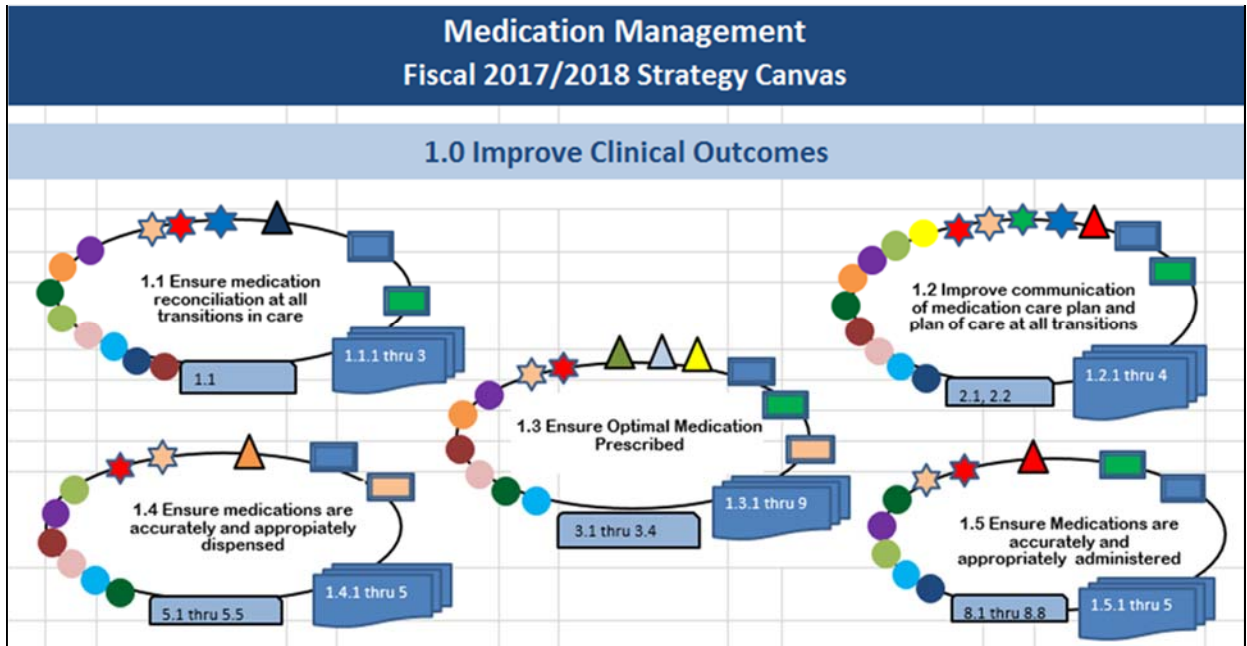 Medication Management
Fiscal 2017/2018 Strategy Canvas
1.0 Improve Clinical Outcomes
1.1 Ensure medication
reconciliation at all
transitions in care
1.1.1 thru 3
1.1
1.2 Improve communication
of medication care plan and
plan of care at all transitions
1.2.1 thru 4
2.1, 2.2
1.3 Ensure Optimal Medication
Prescribed
1.3.1 thru 9
3.1 thru 3.4
1.4 Ensure medications are
accurately and appropiately
dispensed
1.4.1 thru 5
5.1 thru 5.5
1.5 Ensure Medications are
accurately and
appropriately administered
1.5.1 thru 5
8.1 thru 8.8